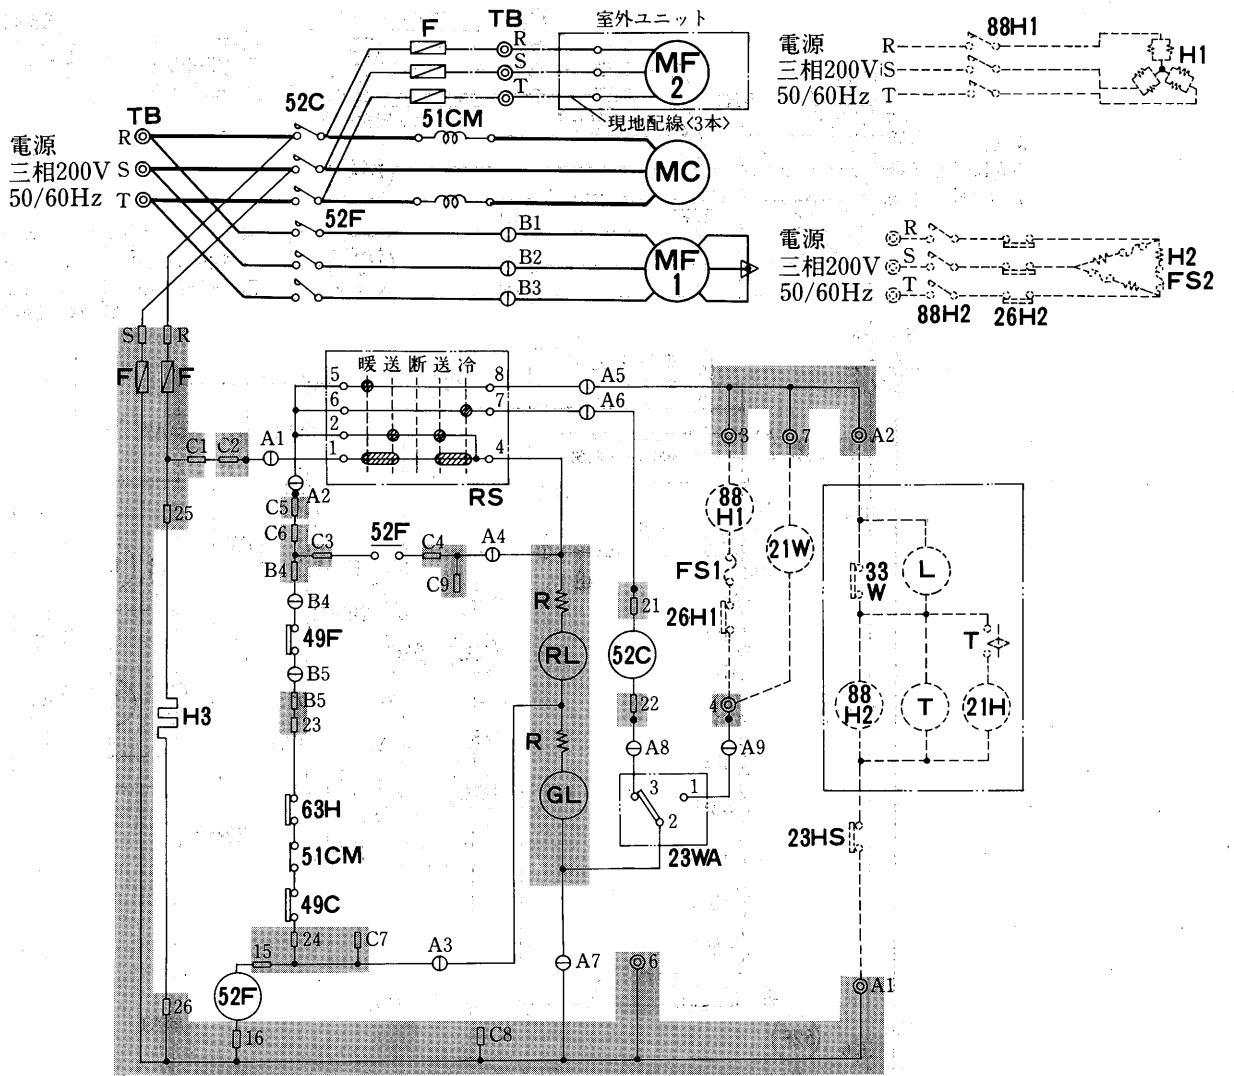 室外ユニット
F TB
R
S
T
MF
2
現地配線〈3本〉
電源
三相200V
50/60Hz
R
S
T
88H1
H1
TB
52C
51CM
電源
三相200V
50/60Hz
R
S
T
MC
52F
B1
B2
B3
MF
1
電源
三相200V
50/60Hz
R
S
T
88H2
26H2
H2
FS2
S
R
F
F
暖 送 断 送 冷
5
8
6
7
2
1
4
RS
A5
A6
3
7
A2
C1
C2
A1
A2
C5
C6
25
C3
52F
C4
A4
C9
B4
B4
49F
B5
B5
23
H3
63H
51CM
49C
24
C7
15
A3
52F
16
26
C8
R
RL
R
GL
21
52C
22
A8
A9
3
1
2
23WA
A7
6
88
H1
FS1
26H1
4
21W
33
W
L
T
88
H2
T
21H
23HS
A1